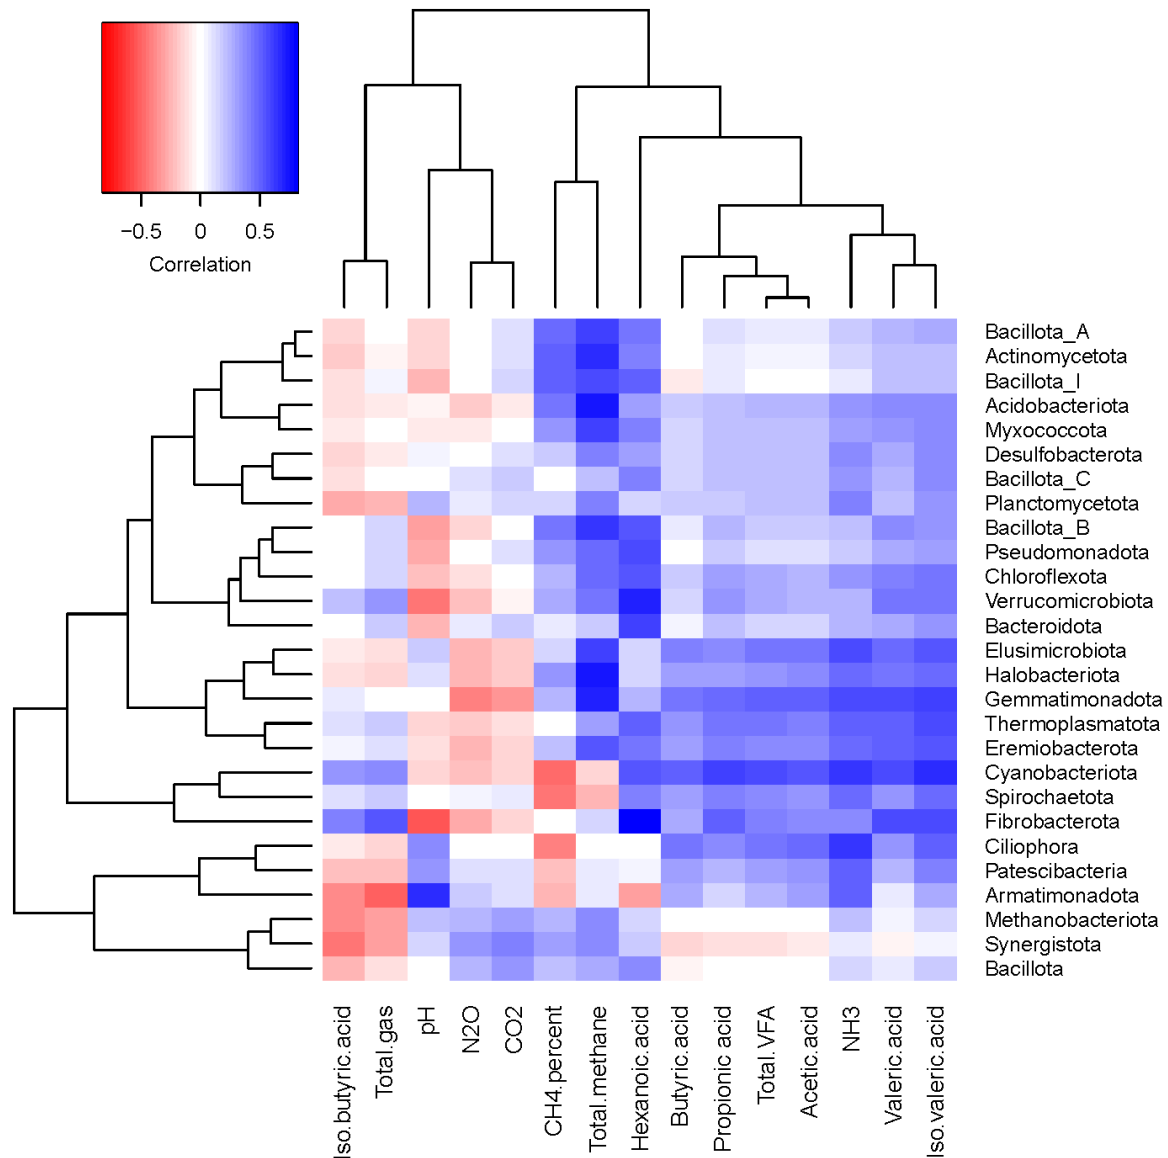 −0.5 0 0.5
Correlation
Bacillota_A
Actinomycetota
Bacillota_I
Acidobacteriota
Myxococcota
Desulfobacterota
Bacillota_C
Planctomycetota
Bacillota_B
Pseudomonadota
Chloroflexota
Verrucomicrobiota
Bacteroidota
Elusimicrobiota
Halobacteriota
Gemmatimonadota
Thermoplasmatota
Eremiobacterota
Cyanobacteriota
Spirochaetota
Fibrobacterota
Ciliophora
Patescibacteria
Armatimonadota
Methanobacteriota
Synergistota
Bacillota
Iso.butyric.acid
Total.gas
pH
N2O
CO2
CH4.percent
Total.methane
Hexanoic.acid
Butyric.acid
Propionic acid
Total.VFA
Acetic.acid
NH3
Valeric.acid
Iso.valeric.acid